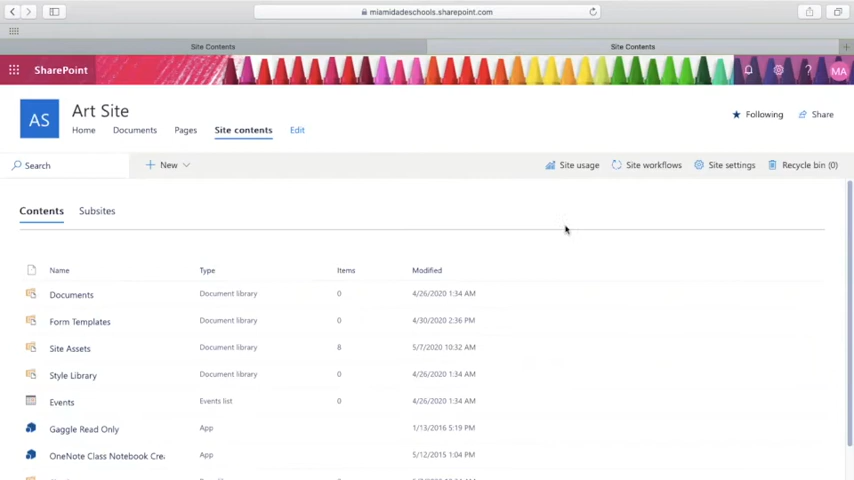 miamidadeschools.sharepoint.com
Site Contents Site Contents
SharePoint MA
AS Art Site
Following Share
Home Documents Pages Site contents Edit
Search New Site usage Site workflows Site settings Recycle bin (0)
Contents Subsites
Name Type Items Modified
Documents Document library 0 4/26/2020 1:34 AM
Form Templates Document library 0 4/30/2020 2:36 PM
Site Assets Document library 8 5/7/2020 10:32 AM
Style Library Document library 0 4/26/2020 1:34 AM
Events Events list 0 4/26/2020 1:34 AM
Gaggle Read Only App 1/13/2016 5:19 PM
OneNote Class Notebook Crea App 5/12/2015 1:04 PM